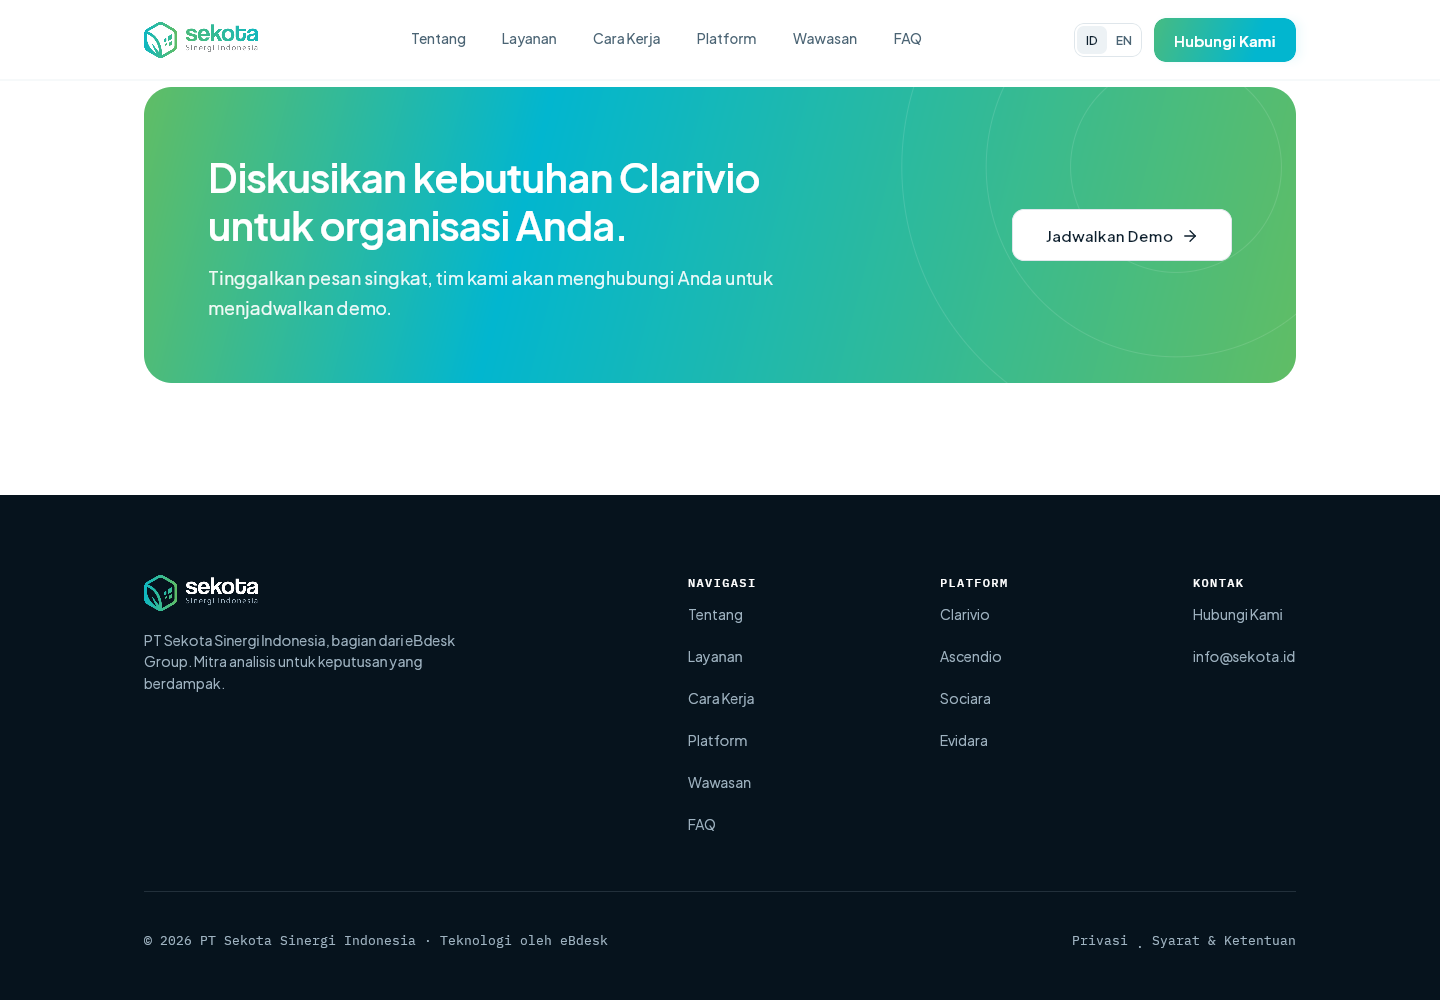 sekota
Sinergi Indonesia
Tentang
Layanan
Cara Kerja
Platform
Wawasan
FAQ
ID
EN
Hubungi Kami
Diskusikan kebutuhan Clarivio
untuk organisasi Anda.
Tinggalkan pesan singkat, tim kami akan menghubungi Anda untuk
menjadwalkan demo.
Jadwalkan Demo
sekota
Sinergi Indonesia
PT Sekota Sinergi Indonesia, bagian dari eBdesk
Group. Mitra analisis untuk keputusan yang
berdampak.
NAVIGASI
Tentang
Layanan
Cara Kerja
Platform
Wawasan
FAQ
PLATFORM
Clarivio
Ascendio
Sociara
Evidara
KONTAK
Hubungi Kami
info@sekota.id
© 2026 PT Sekota Sinergi Indonesia · Teknologi oleh eBdesk
Privasi · Syarat & Ketentuan